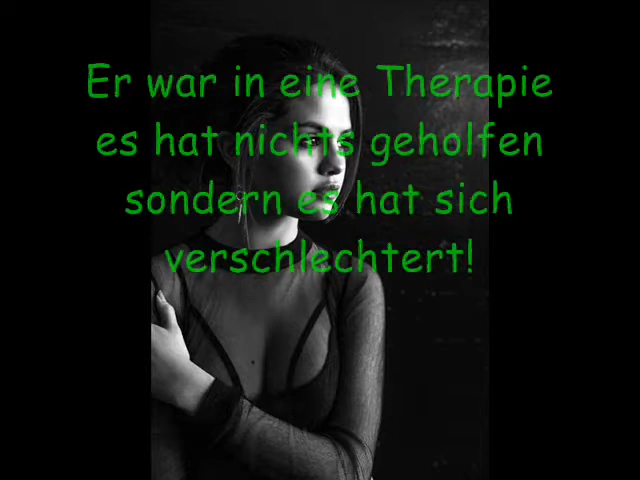 Er war in eine Therapie
es hat nichts geholfen
sondern es hat sich
verschlechtert!